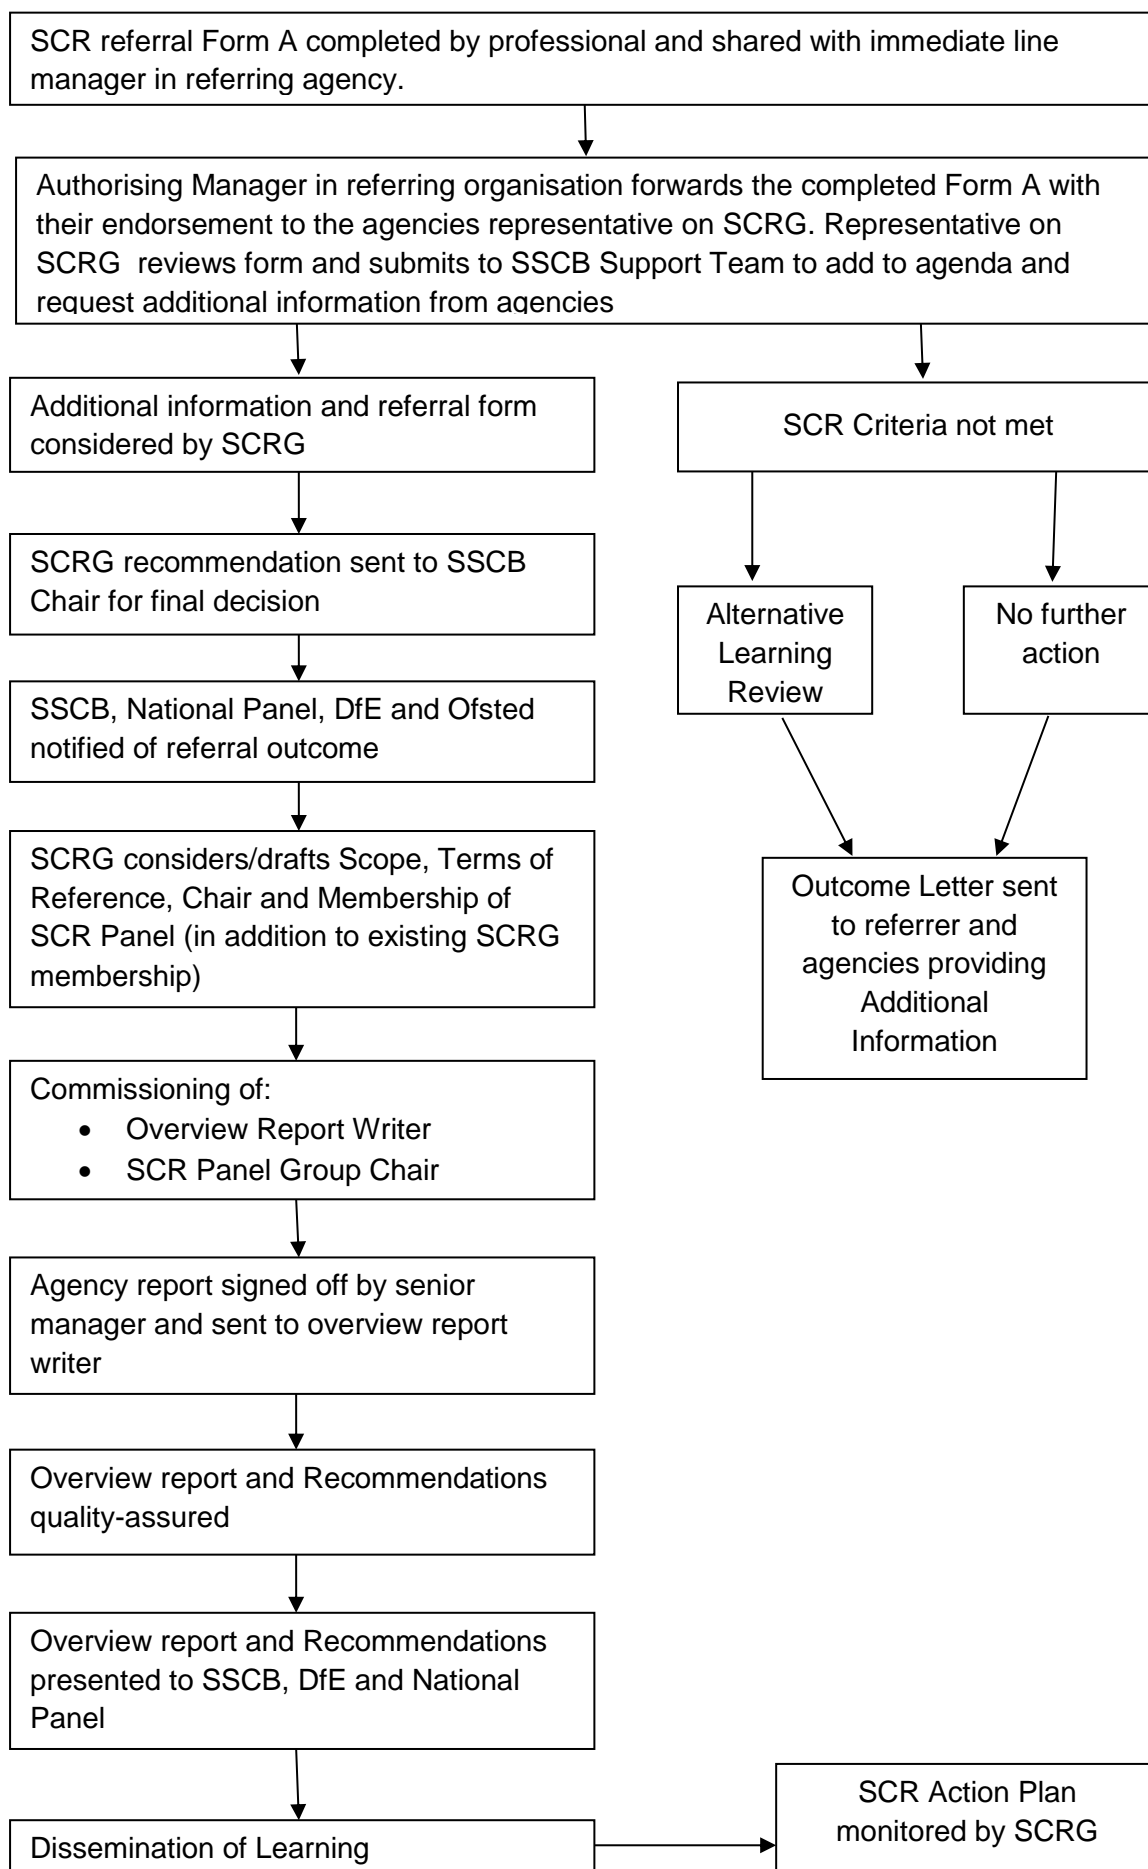 SCR referral Form A completed by professional and shared with immediate line
manager in referring agency.
Authorising Manager in referring organisation forwards the completed Form A with
their endorsement to the agencies representative on SCRG. Representative on
SCRG  reviews form and submits to SSCB Support Team to add to agenda and
request additional information from agencies
Additional information and referral form
considered by SCRG
SCR Criteria not met
SCRG recommendation sent to SSCB
Chair for final decision
Alternative
Learning
Review
No further
action
SSCB, National Panel, DfE and Ofsted
notified of referral outcome
SCRG considers/drafts Scope, Terms of
Reference, Chair and Membership of
SCR Panel (in addition to existing SCRG
membership)
Outcome Letter sent
to referrer and
agencies providing
Additional
Information
Commissioning of:
• Overview Report Writer
• SCR Panel Group Chair
Agency report signed off by senior
manager and sent to overview report
writer
Overview report and Recommendations
quality-assured
Overview report and Recommendations
presented to SSCB, DfE and National
Panel
Dissemination of Learning
SCR Action Plan
monitored by SCRG